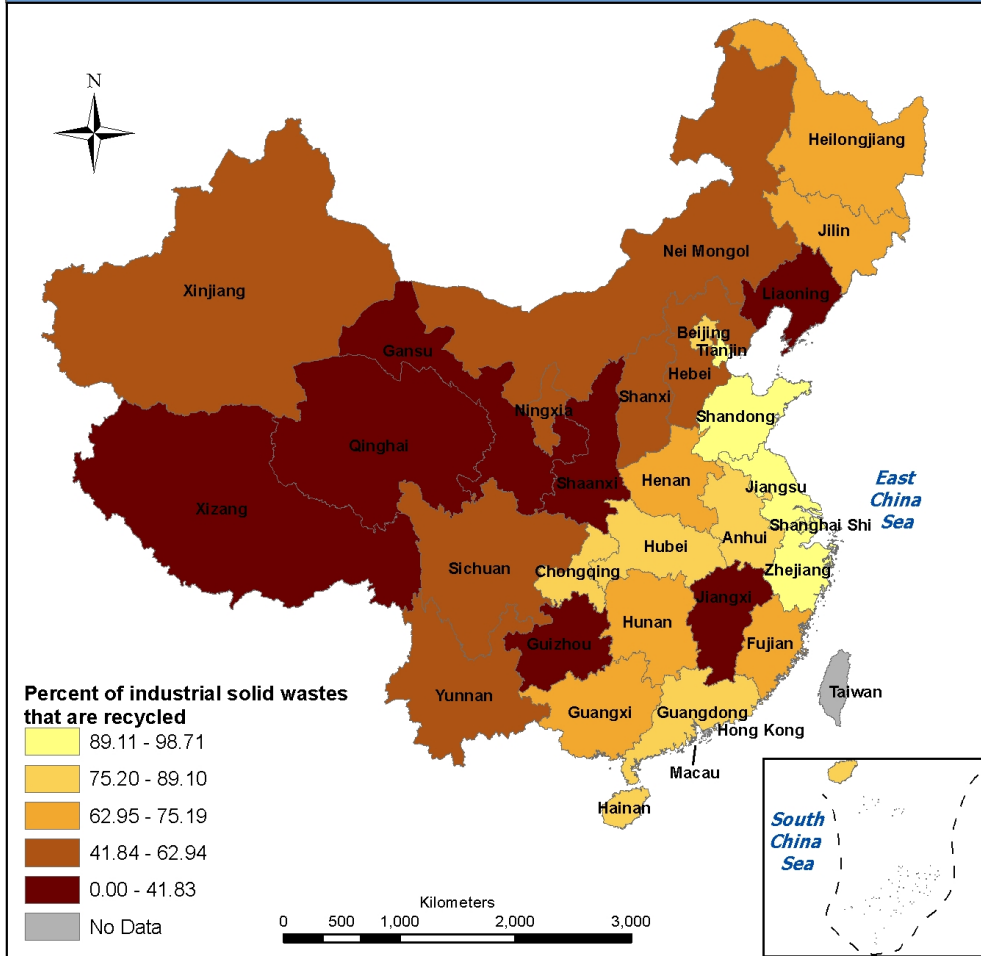 N
Heilongjiang
Jilin
Nei Mongol
Liaoning
Xinjiang
Beijing
Tianjin
Gansu
Hebei
Shanxi
Ningxia
Shandong
Qinghai
Henan
Shaanxi
Jiangsu
East
China
Sea
Xizang
Shanghai Shi
Anhui
Hubei
Sichuan
Chongqing
Zhejiang
Jiangxi
Hunan
Guizhou
Fujian
Yunnan
Taiwan
Guangxi
Guangdong
Hong Kong
Macau
Hainan
Percent of industrial solid wastes
that are recycled
89.11 - 98.71
75.20 - 89.10
62.95 - 75.19
41.84 - 62.94
0.00 - 41.83
No Data
Kilometers
0 500 1,000 2,000 3,000
South
China
Sea